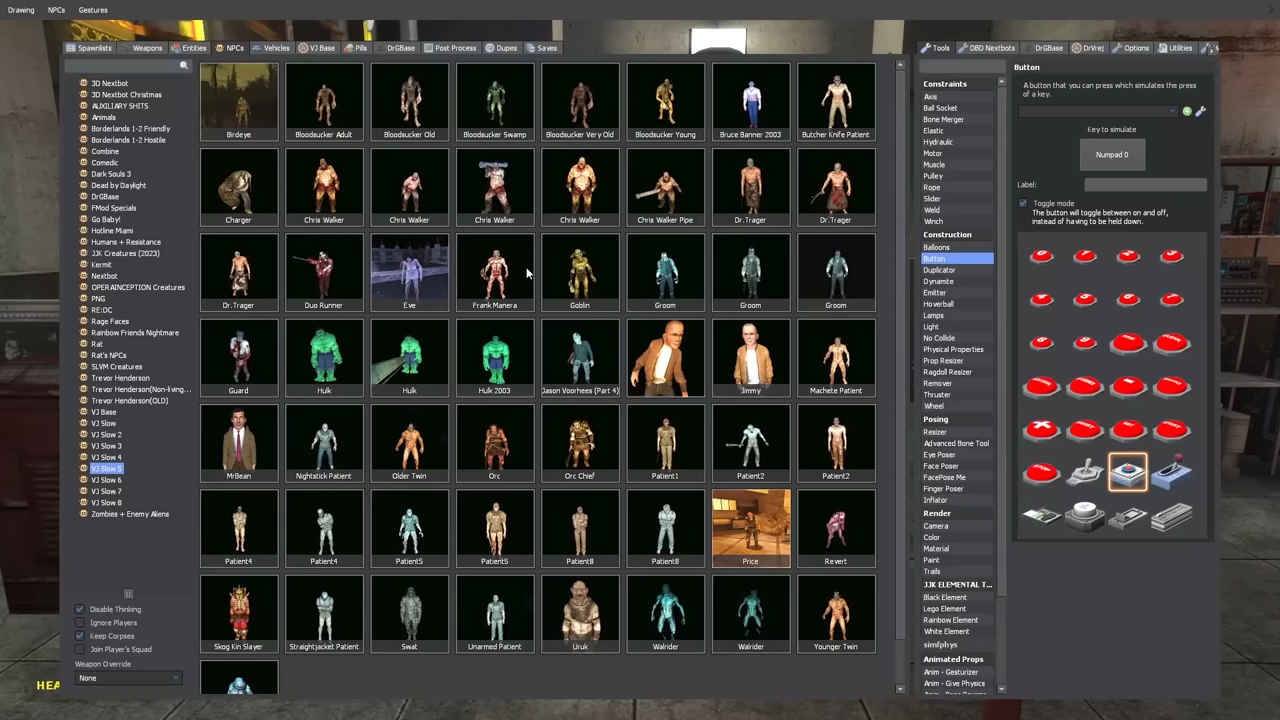 Drawing NPCs Gestures
Spawnlists Weapons Entities NPCs Vehicles VJ Base Pills DrGBase Post Process Dupes Saves
Tools DBD Nextbots DrGBase DrVrej Options Utilities
3D Nextbot
3D Nextbot Christmas
AUXILIARY SHITS
Animals
Borderlands 1-2 Friendly
Borderlands 1-2 Hostile
Combine
Comedic
Dark Souls 3
Dead by Daylight
DrGBase
FMod Specials
Go Baby!
Hotline Miami
Humans + Resistance
JJK Creatures (2023)
Kermit
Nextbot
OPERAINCEPTION Creatures
PNG
RE:DC
Rage Faces
Rainbow Friends Nightmare
Rat
Rat's NPCs
SLVM Creatures
Trevor Henderson
Trevor Henderson(Non-living...
Trevor Henderson(OLD)
VJ Base
VJ Slow
VJ Slow 2
VJ Slow 3
VJ Slow 4
VJ Slow 5
VJ Slow 6
VJ Slow 7
VJ Slow 8
Zombies + Enemy Aliens
Disable Thinking
Ignore Players
Keep Corpses
Join Player's Squad
Weapon Override
None
HEA
Birdeye Bloodsucker Adult Bloodsucker Old Bloodsucker Swamp Bloodsucker Very Old Bloodsucker Young Bruce Banner 2003 Butcher Knife Patient
Charger Chris Walker Chris Walker Chris Walker Chris Walker Chris Walker Pipe Dr.Trager Dr.Trager
Dr.Trager Duo Runner Eve Frank Manera Goblin Groom Groom Groom
Guard Hulk Hulk Hulk 2003 Jason Voorhees (Part 4) Jimmy Machete Patient
MrBean Nightstick Patient Older Twin Orc Orc Chief Patient1 Patient2 Patient2
Patient4 Patient4 Patient5 Patient5 Patient8 Patient8 Price Revert
Skog Kin Slayer Straightjacket Patient Swat Unarmed Patient Uruk Walrider Walrider Younger Twin
Constraints
Axis
Ball Socket
Bone Merger
Elastic
Hydraulic
Motor
Muscle
Pulley
Rope
Slider
Weld
Winch
Construction
Balloons
Button
Duplicator
Dynamite
Emitter
Hoverball
Lamps
Light
No Collide
Physical Properties
Prop Resizer
Ragdoll Resizer
Remover
Thruster
Wheel
Posing
Resizer
Advanced Bone Tool
Eye Poser
Face Poser
FacePose Me
Finger Poser
Inflator
Render
Camera
Color
Material
Paint
Trails
JJK ELEMENTAL T...
Black Element
Lego Element
Rainbow Element
White Element
simfphys
Animated Props
Anim - Gesturizer
Anim - Give Physics
Button
A button that you can press which simulates the press
of a key.
Key to simulate
Numpad 0
Label:
Toggle mode
The button will toggle between on and off,
instead of having to be held down.